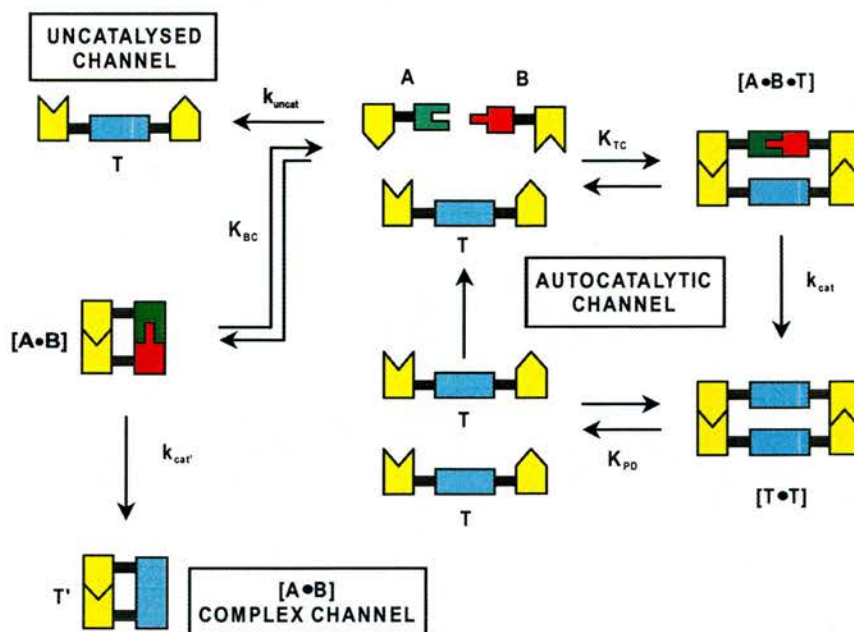 UNCATALYSED
CHANNEL
T
k_uncat
A
B
[A•B•T]
K_TC
T
K_BC
AUTOCATALYTIC
CHANNEL
k_cat
[A•B]
T
k_cat'
K_PD
T
[T•T]
T'
[A•B]
COMPLEX CHANNEL